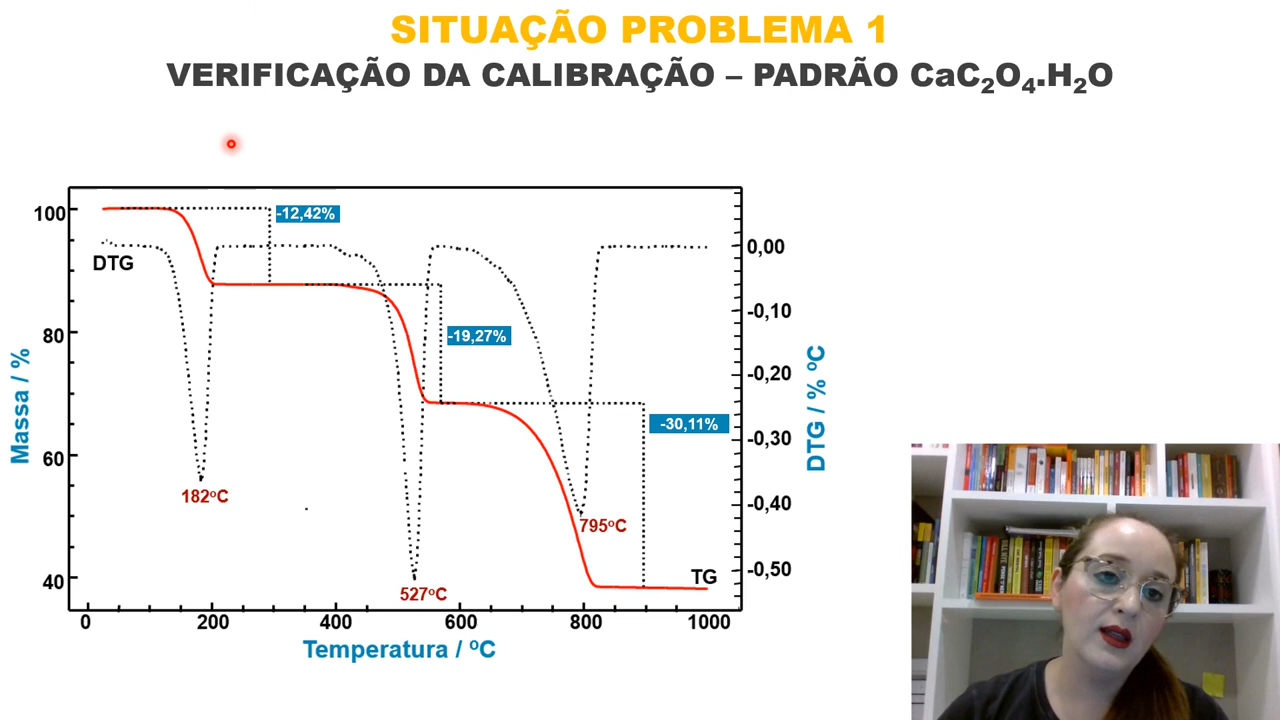 SITUAÇÃO PROBLEMA 1
VERIFICAÇÃO DA CALIBRAÇÃO – PADRÃO CaC₂O₄.H₂O
100
80
60
40
Massa / %
DTG
-12,42%
-19,27%
-30,11%
182ºC
527ºC
795ºC
TG
0,00
-0,10
-0,20
-0,30
-0,40
-0,50
DTG / % ºC
0
200
400
600
800
1000
Temperatura / ºC